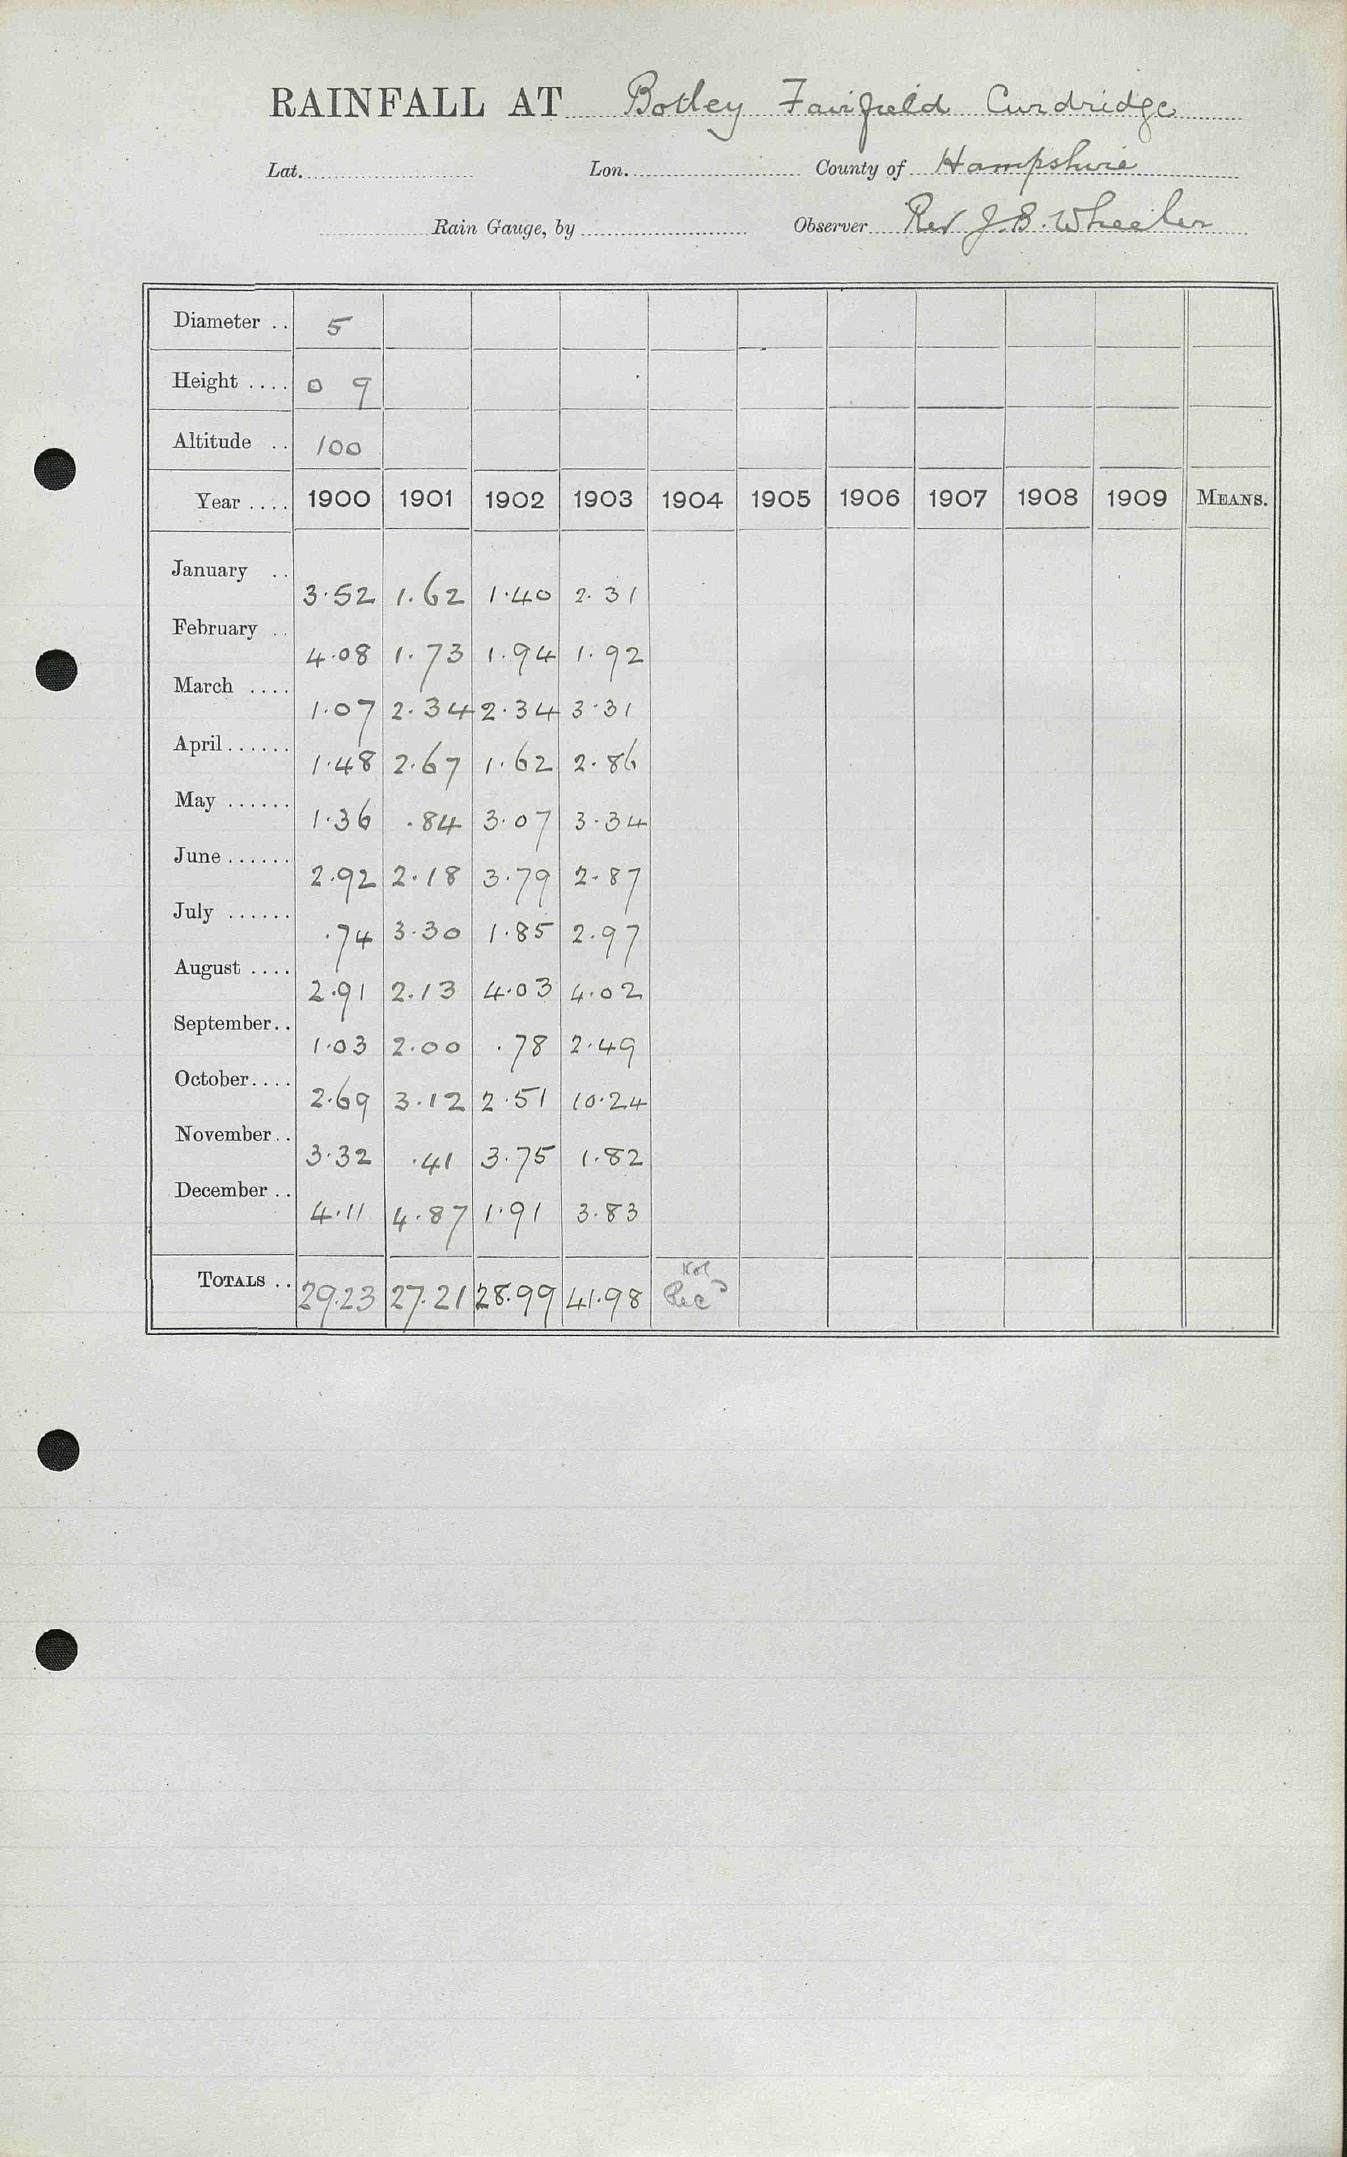 RAINFALL AT Botley Fairfield Curdridge
Lat. Lon. County of Hampshire
Rain Gauge, by Observer Rev J. B. Wheeler
Diameter .. 5
Height .... 0 9
Altitude .. 100
Year .... 1900 1901 1902 1903 1904 1905 1906 1907 1908 1909 MEANS.
January .. 3.52 1.62 1.40 2.31
February .. 4.08 1.73 1.94 1.92
March .... 1.07 2.34 2.34 3.31
April...... 1.48 2.67 1.62 2.86
May ...... 1.36 .84 3.07 3.34
June...... 2.92 2.18 3.79 2.87
July ...... .74 3.30 1.85 2.97
August .... 2.91 2.13 4.03 4.02
September.. 1.03 2.00 .78 2.49
October.... 2.69 3.12 2.51 10.24
November.. 3.32 .41 3.75 1.82
December .. 4.11 4.87 1.91 3.83
TOTALS .. 29.23 27.21 28.99 41.98 Not Recd